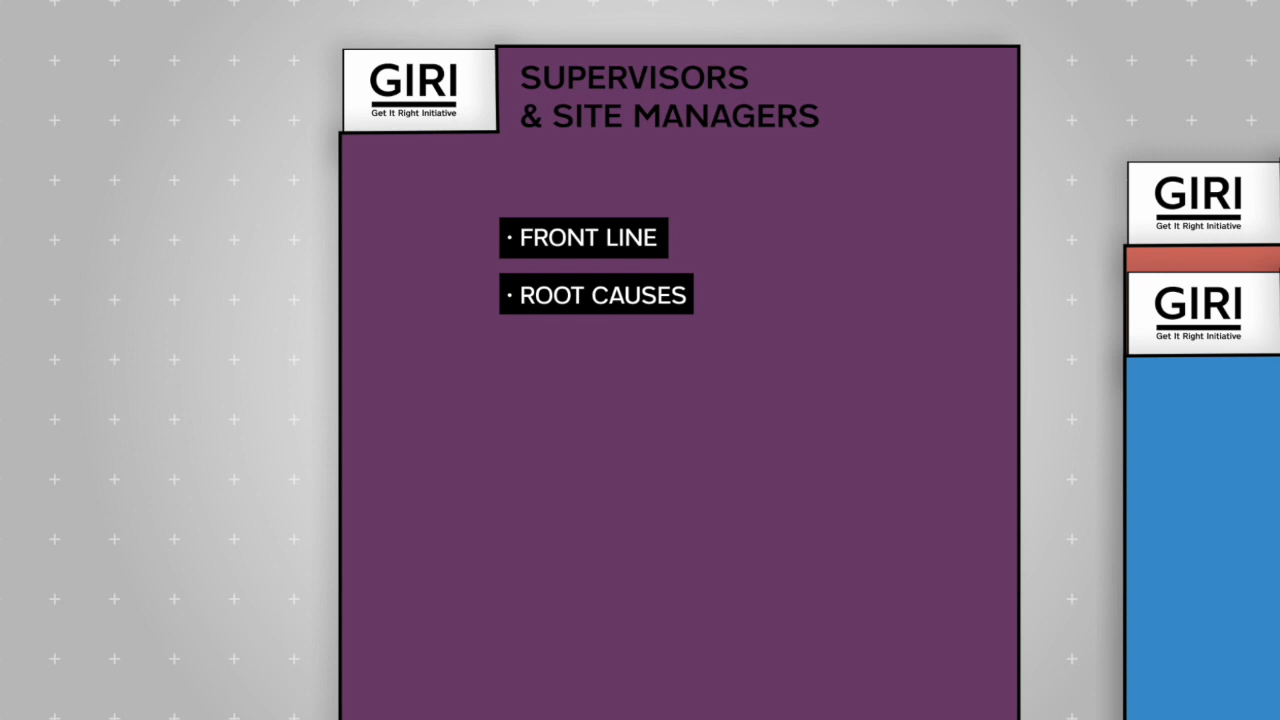 GIRI
Get It Right Initiative
SUPERVISORS
& SITE MANAGERS
· FRONT LINE
· ROOT CAUSES
GIRI
Get It Right Initiative
GIRI
Get It Right Initiative